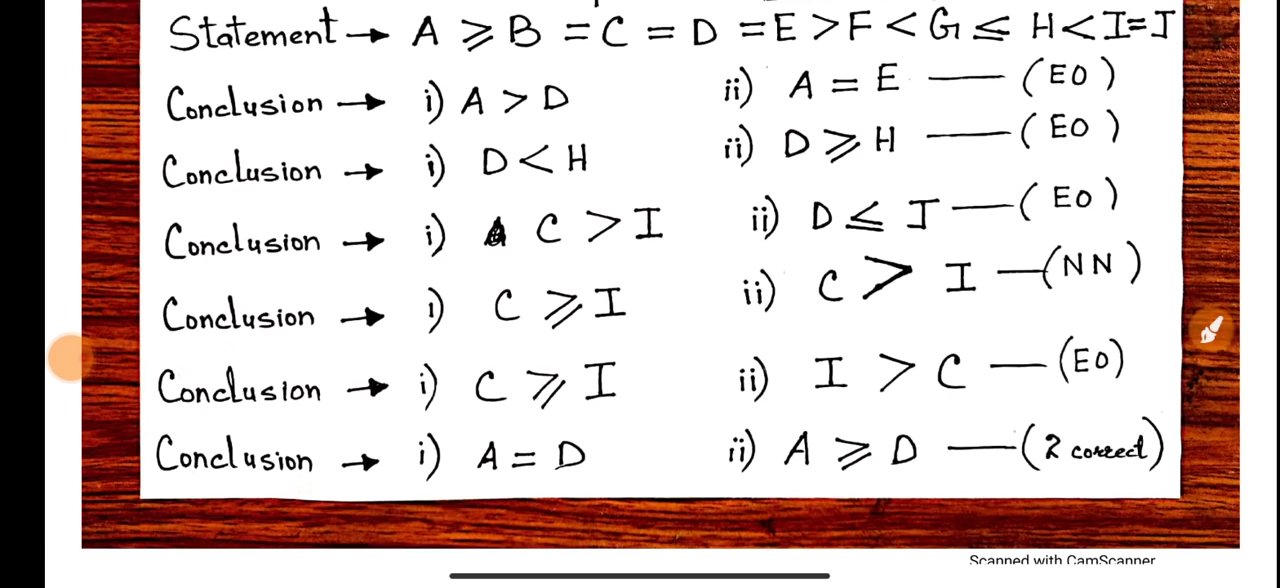 Statement → A ⩾ B = C = D = E > F < G ≤ H < I = J
Conclusion → i) A > D ii) A = E — (EO)
Conclusion → i) D < H ii) D ⩾ H — (EO)
Conclusion → i) C > I ii) D ≤ J — (EO)
Conclusion → i) C ⩾ I ii) C > I — (NN)
Conclusion → i) C ⩾ I ii) I > C — (EO)
Conclusion → i) A = D ii) A ⩾ D — (2 correct)
Scanned with CamScanner